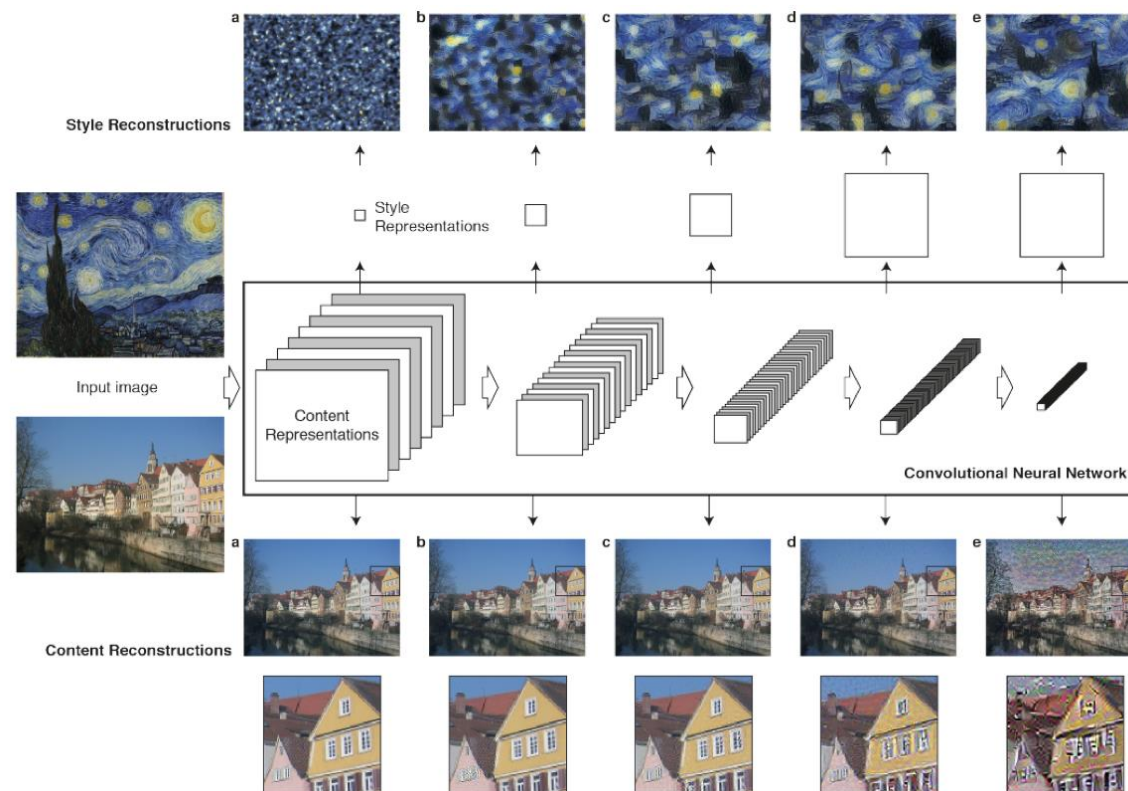 a b c d e
Style Reconstructions
Style
Representations
Input image
Content
Representations
Convolutional Neural Network
a b c d e
Content Reconstructions